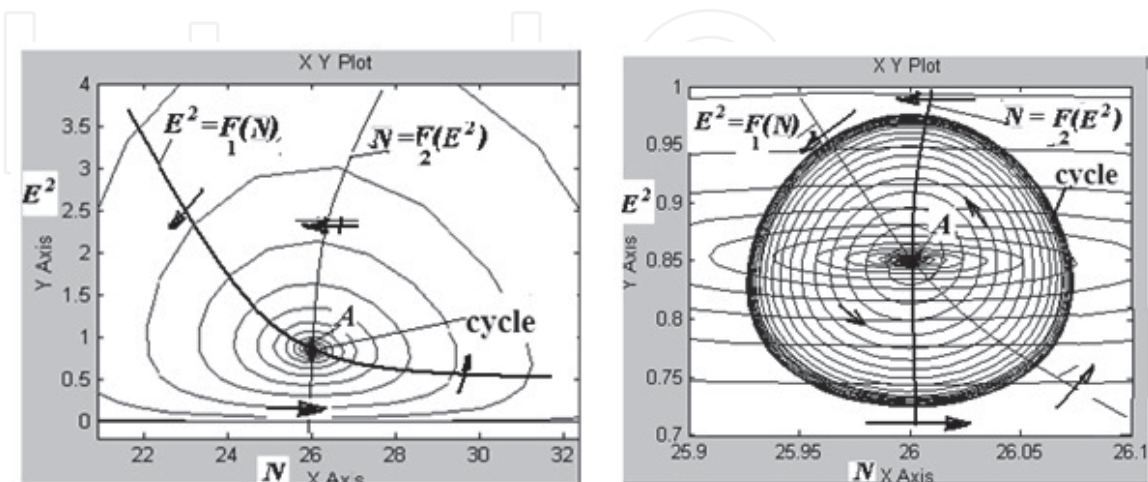 X Y Plot
4
3.5
3
2.5
2
1.5
1
0.5
0
E²
Y Axis
E²=F₁(N)
N=F₂(E²)
A
cycle
22 24 26 28 30 32
N X Axis
X Y Plot
1
0.95
0.9
0.85
0.8
0.75
0.7
E²
Y Axis
E²=F₁(N)
N=F₂(E²)
cycle
A
25.9 25.95 26 26.05 26.1
N X Axis